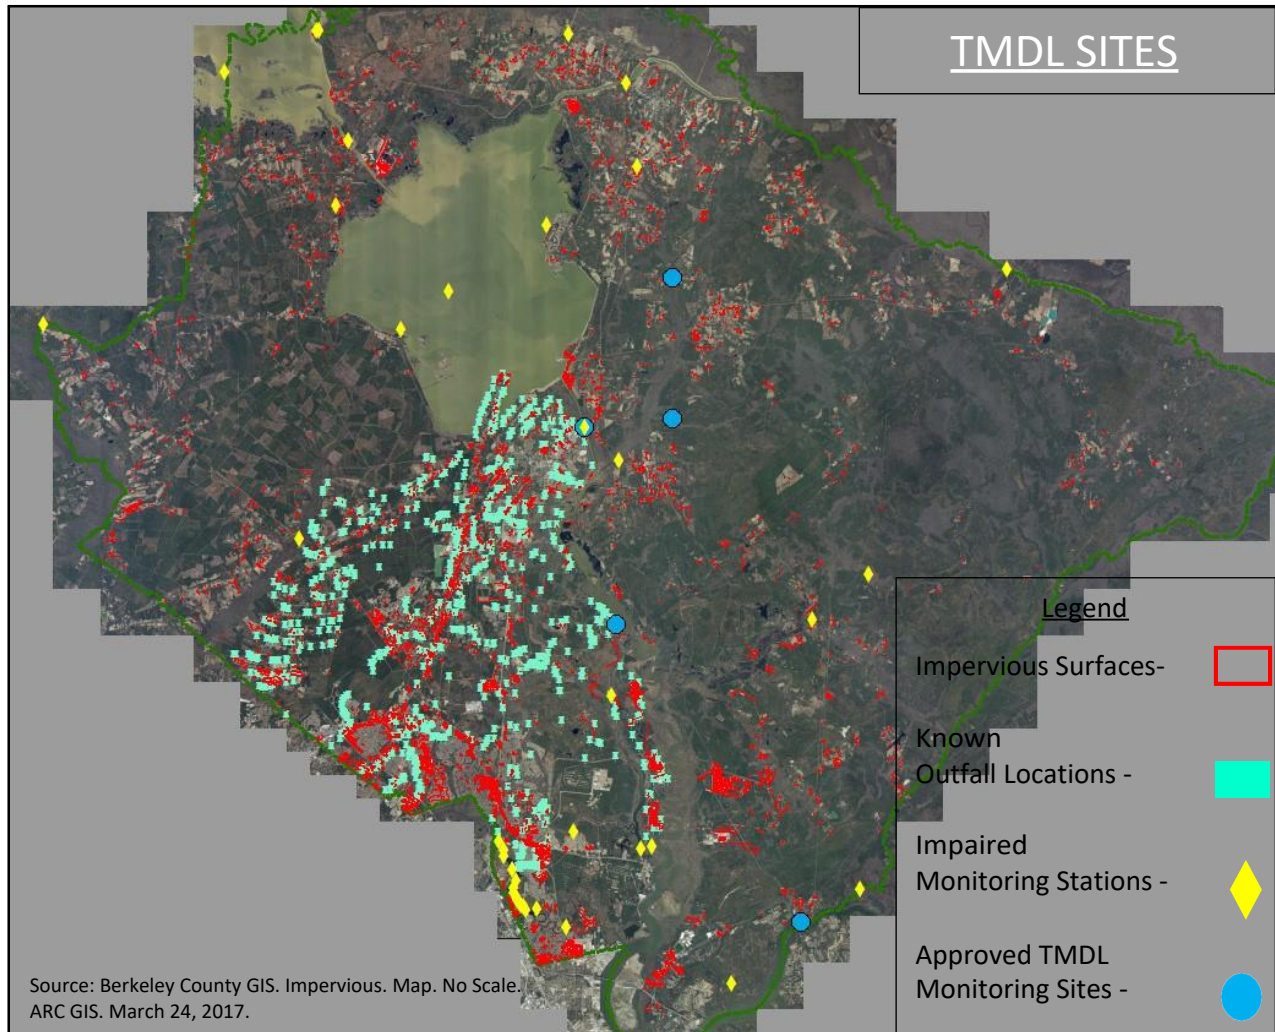 TMDL SITES
Legend
Impervious Surfaces-
Known
Outfall Locations -
Impaired
Monitoring Stations -
Approved TMDL
Monitoring Sites -
Source: Berkeley County GIS. Impervious. Map. No Scale.
ARC GIS. March 24, 2017.